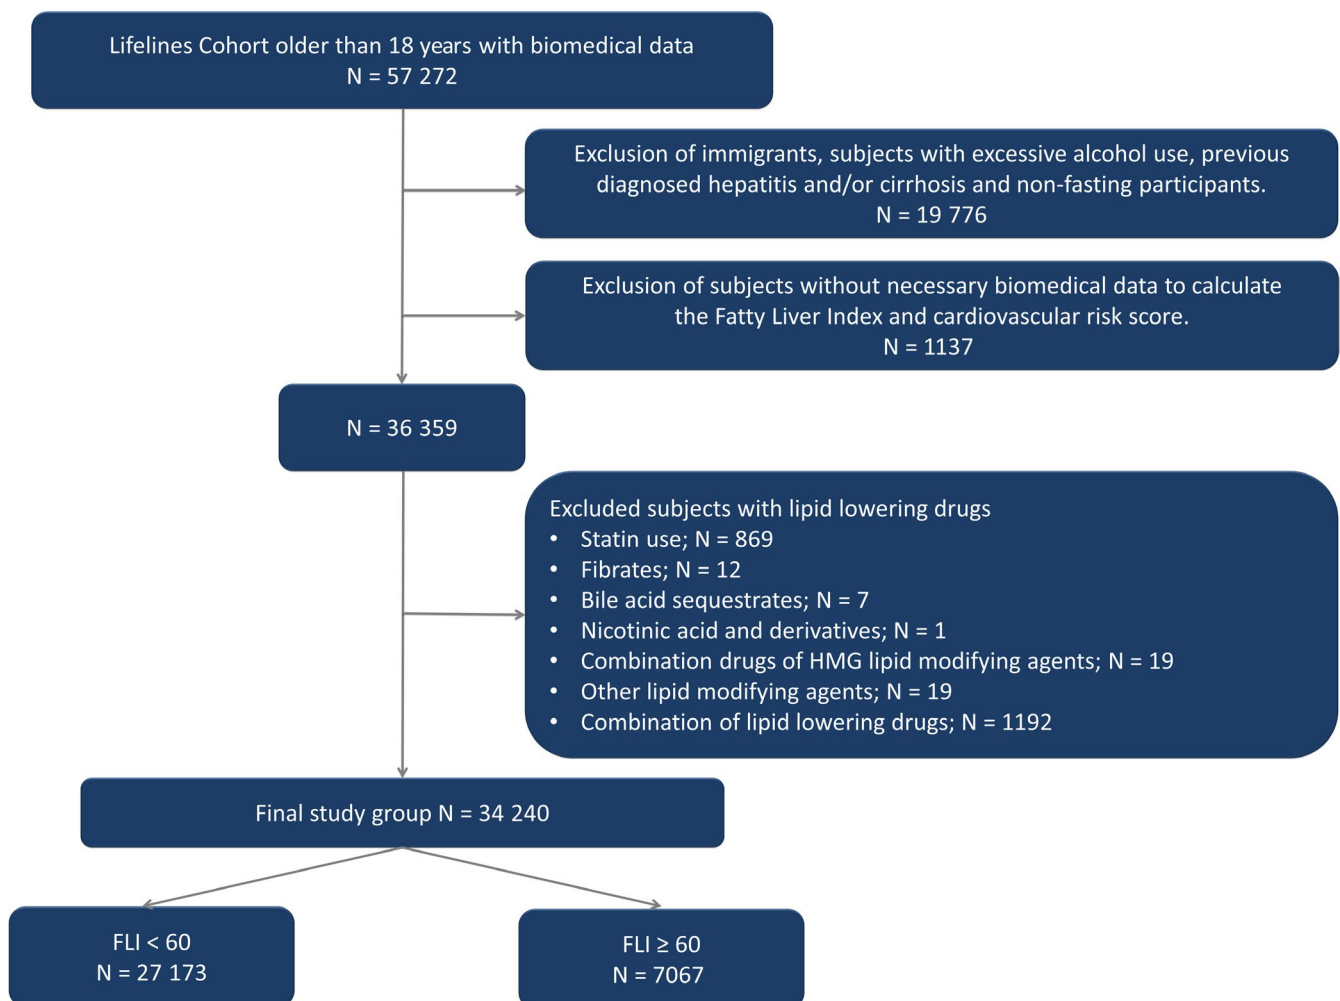 Lifelines Cohort older than 18 years with biomedical data
N = 57 272
Exclusion of immigrants, subjects with excessive alcohol use, previous
diagnosed hepatitis and/or cirrhosis and non-fasting participants.
N = 19 776
Exclusion of subjects without necessary biomedical data to calculate
the Fatty Liver Index and cardiovascular risk score.
N = 1137
N = 36 359
Excluded subjects with lipid lowering drugs
• Statin use; N = 869
• Fibrates; N = 12
• Bile acid sequestrates; N = 7
• Nicotinic acid and derivatives; N = 1
• Combination drugs of HMG lipid modifying agents; N = 19
• Other lipid modifying agents; N = 19
• Combination of lipid lowering drugs; N = 1192
Final study group N = 34 240
FLI < 60
N = 27 173
FLI ≥ 60
N = 7067